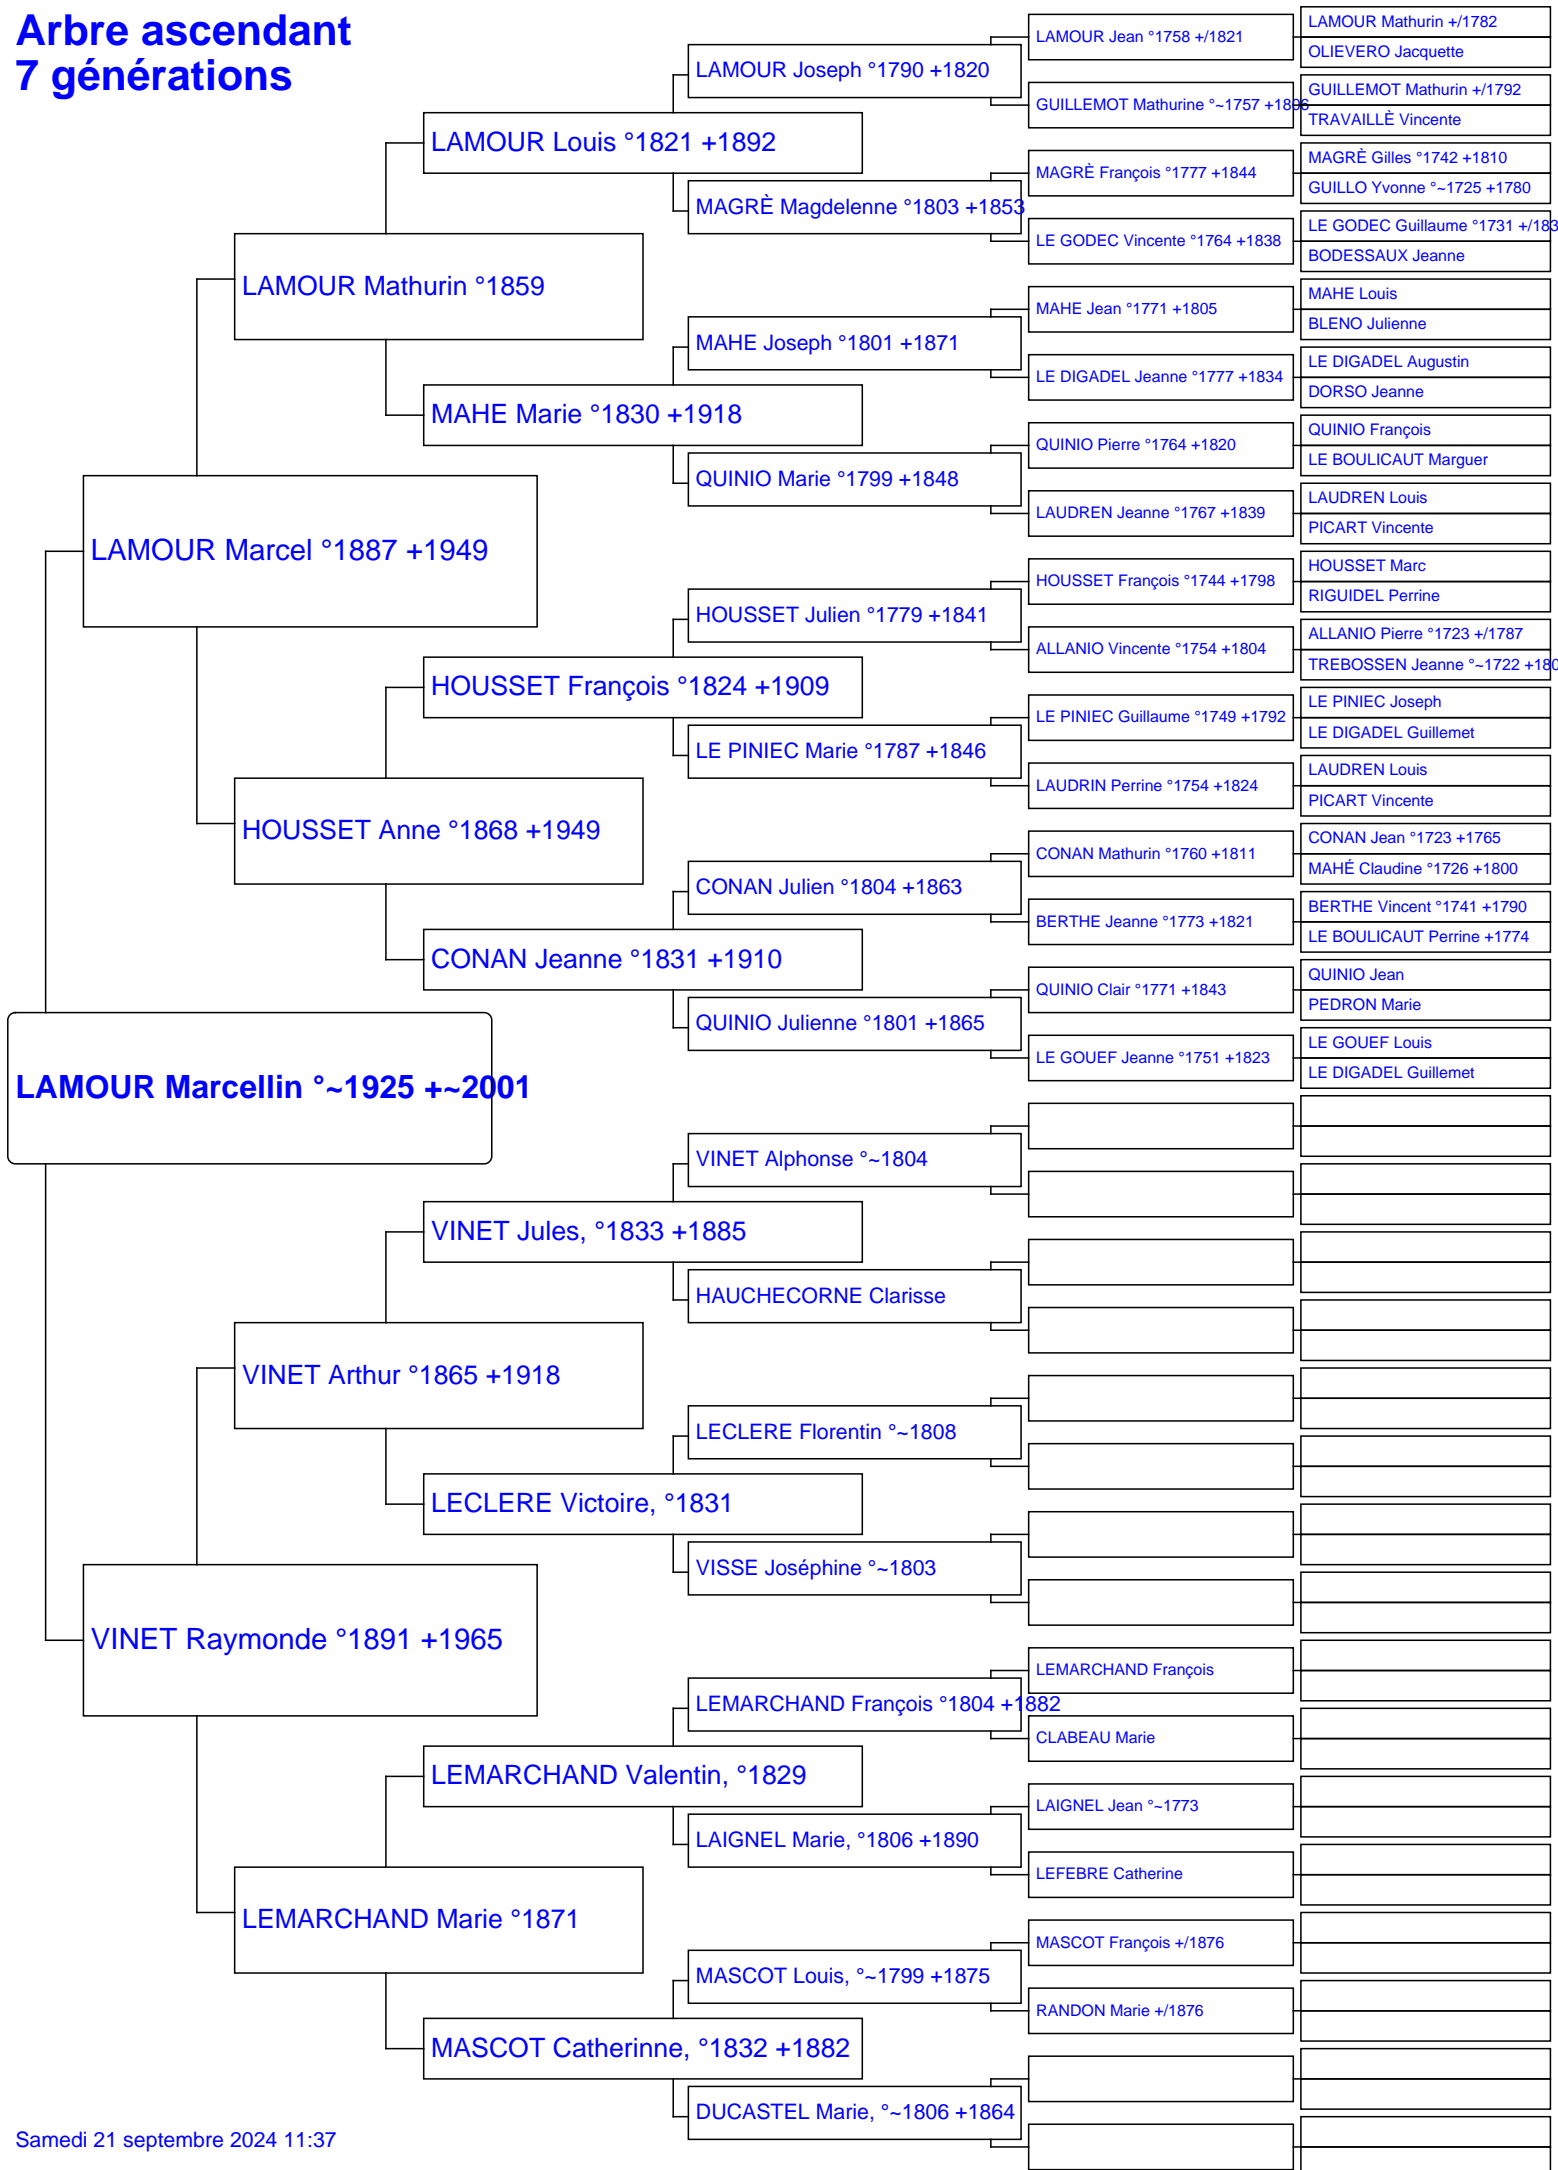 Arbre ascendant
7 générations
LAMOUR Marcellin °~1925 +~2001
LAMOUR Marcel °1887 +1949
VINET Raymonde °1891 +1965
LAMOUR Mathurin °1859
HOUSSET Anne °1868 +1949
VINET Arthur °1865 +1918
LEMARCHAND Marie °1871
LAMOUR Louis °1821 +1892
MAHE Marie °1830 +1918
HOUSSET François °1824 +1909
CONAN Jeanne °1831 +1910
VINET Jules, °1833 +1885
LECLERE Victoire, °1831
LEMARCHAND Valentin, °1829
MASCOT Catherinne, °1832 +1882
LAMOUR Joseph °1790 +1820
MAGRÈ Magdelenne °1803 +1853
MAHE Joseph °1801 +1871
QUINIO Marie °1799 +1848
HOUSSET Julien °1779 +1841
LE PINIEC Marie °1787 +1846
CONAN Julien °1804 +1863
QUINIO Julienne °1801 +1865
VINET Alphonse °~1804
HAUCHECORNE Clarisse
LECLERE Florentin °~1808
VISSE Joséphine °~1803
LEMARCHAND François °1804 +1882
LAIGNEL Marie, °1806 +1890
MASCOT Louis, °~1799 +1875
DUCASTEL Marie, °~1806 +1864
LAMOUR Jean °1758 +/1821
GUILLEMOT Mathurine °~1757 +1806
MAGRÈ François °1777 +1844
LE GODEC Vincente °1764 +1838
MAHE Jean °1771 +1805
LE DIGADEL Jeanne °1777 +1834
QUINIO Pierre °1764 +1820
LAUDREN Jeanne °1767 +1839
HOUSSET François °1744 +1798
ALLANIO Vincente °1754 +1804
LE PINIEC Guillaume °1749 +1792
LAUDRIN Perrine °1754 +1824
CONAN Mathurin °1760 +1811
BERTHE Jeanne °1773 +1821
QUINIO Clair °1771 +1843
LE GOUEF Jeanne °1751 +1823
LEMARCHAND François
CLABEAU Marie
LAIGNEL Jean °~1773
LEFEBRE Catherine
MASCOT François +/1876
RANDON Marie +/1876
LAMOUR Mathurin +/1782
OLIEVERO Jacquette
GUILLEMOT Mathurin +/1792
TRAVAILLÈ Vincente
MAGRÈ Gilles °1742 +1810
GUILLO Yvonne °~1725 +1780
LE GODEC Guillaume °1731 +/183
BODESSAUX Jeanne
MAHE Louis
BLENO Julienne
LE DIGADEL Augustin
DORSO Jeanne
QUINIO François
LE BOULICAUT Marguer
LAUDREN Louis
PICART Vincente
HOUSSET Marc
RIGUIDEL Perrine
ALLANIO Pierre °1723 +/1787
TREBOSSEN Jeanne °~1722 +180
LE PINIEC Joseph
LE DIGADEL Guillemet
LAUDREN Louis
PICART Vincente
CONAN Jean °1723 +1765
MAHÉ Claudine °1726 +1800
BERTHE Vincent °1741 +1790
LE BOULICAUT Perrine +1774
QUINIO Jean
PEDRON Marie
LE GOUEF Louis
LE DIGADEL Guillemet
Samedi 21 septembre 2024 11:37